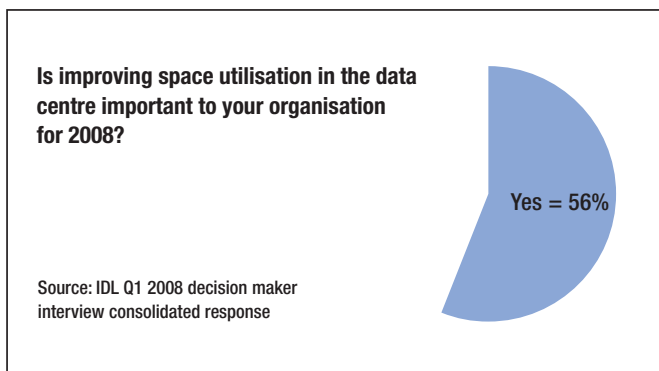 Is improving space utilisation in the data
centre important to your organisation
for 2008?
Yes = 56%
Source: IDL Q1 2008 decision maker
interview consolidated response